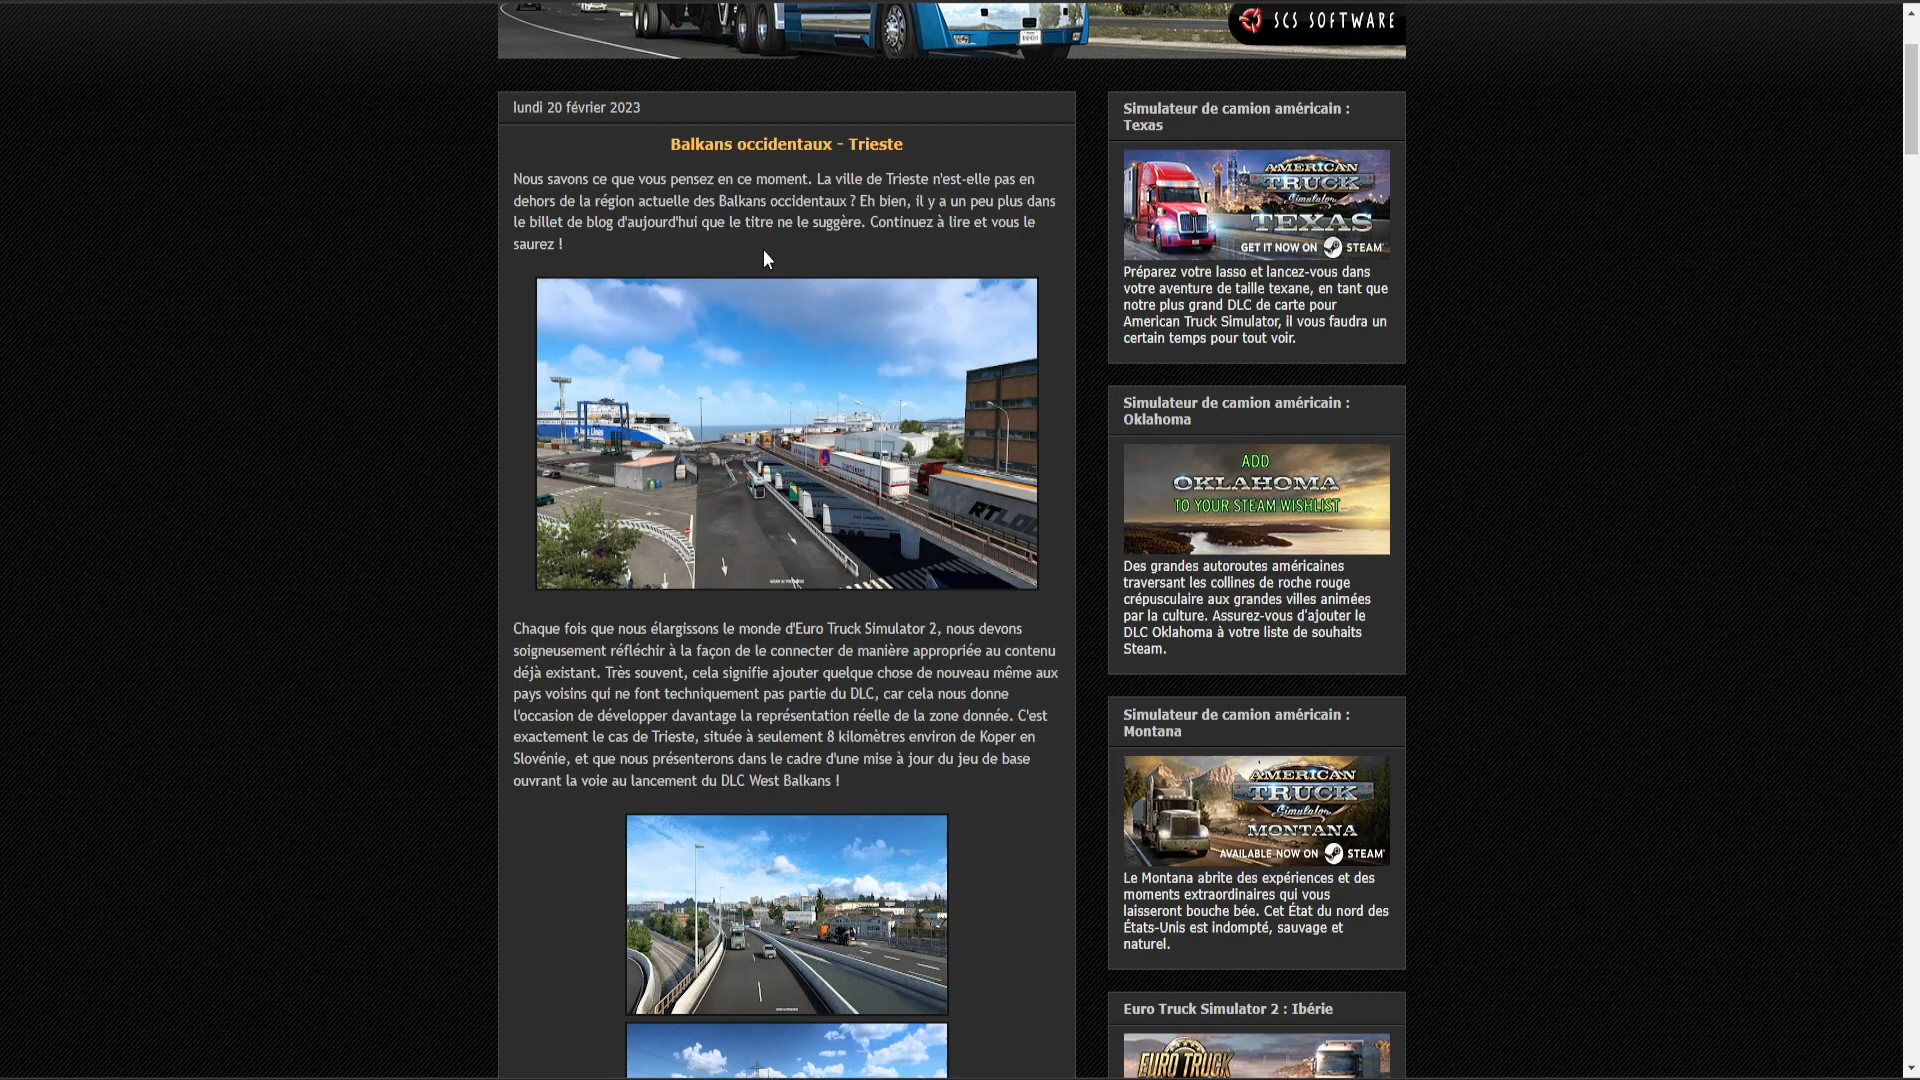 SCS SOFTWARE
lundi 20 février 2023
Balkans occidentaux - Trieste
Nous savons ce que vous pensez en ce moment. La ville de Trieste n'est-elle pas en
dehors de la région actuelle des Balkans occidentaux ? Eh bien, il y a un peu plus dans
le billet de blog d'aujourd'hui que le titre ne le suggère. Continuez à lire et vous le
saurez !
Chaque fois que nous élargissons le monde d'Euro Truck Simulator 2, nous devons
soigneusement réfléchir à la façon de le connecter de manière appropriée au contenu
déjà existant. Très souvent, cela signifie ajouter quelque chose de nouveau même aux
pays voisins qui ne font techniquement pas partie du DLC, car cela nous donne
l'occasion de développer davantage la représentation réelle de la zone donnée. C'est
exactement le cas de Trieste, située à seulement 8 kilomètres environ de Koper en
Slovénie, et que nous présenterons dans le cadre d'une mise à jour du jeu de base
ouvrant la voie au lancement du DLC West Balkans !
Simulateur de camion américain :
Texas
AMERICAN
TRUCK
Simulator
TEXAS
GET IT NOW ON STEAM
Préparez votre lasso et lancez-vous dans
votre aventure de taille texane, en tant que
notre plus grand DLC de carte pour
American Truck Simulator, il vous faudra un
certain temps pour tout voir.
Simulateur de camion américain :
Oklahoma
ADD
OKLAHOMA
TO YOUR STEAM WISHLIST
Des grandes autoroutes américaines
traversant les collines de roche rouge
crépusculaire aux grandes villes animées
par la culture. Assurez-vous d'ajouter le
DLC Oklahoma à votre liste de souhaits
Steam.
Simulateur de camion américain :
Montana
AMERICAN
TRUCK
Simulator
MONTANA
AVAILABLE NOW ON STEAM
Le Montana abrite des expériences et des
moments extraordinaires qui vous
laisseront bouche bée. Cet État du nord des
États-Unis est indompté, sauvage et
naturel.
Euro Truck Simulator 2 : Ibérie
EURO TRUCK